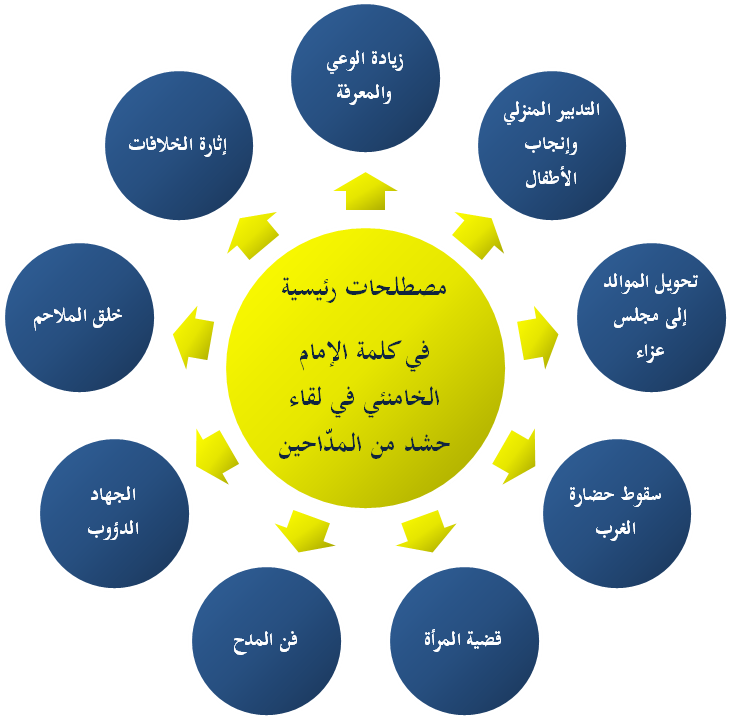 مصطلحات رئيسية
في كلمة الإمام
الخامنئي في لقاء
حشد من المدّاحين
زيادة الوعي
والمعرفة
التدبير المنزلي
وإنجاب
الأطفال
تحويل الموالد
إلى مجلس
عزاء
سقوط حضارة
الغرب
قضية المرأة
فن المدح
الجهاد
الدؤوب
خلق الملاحم
إثارة الخلافات